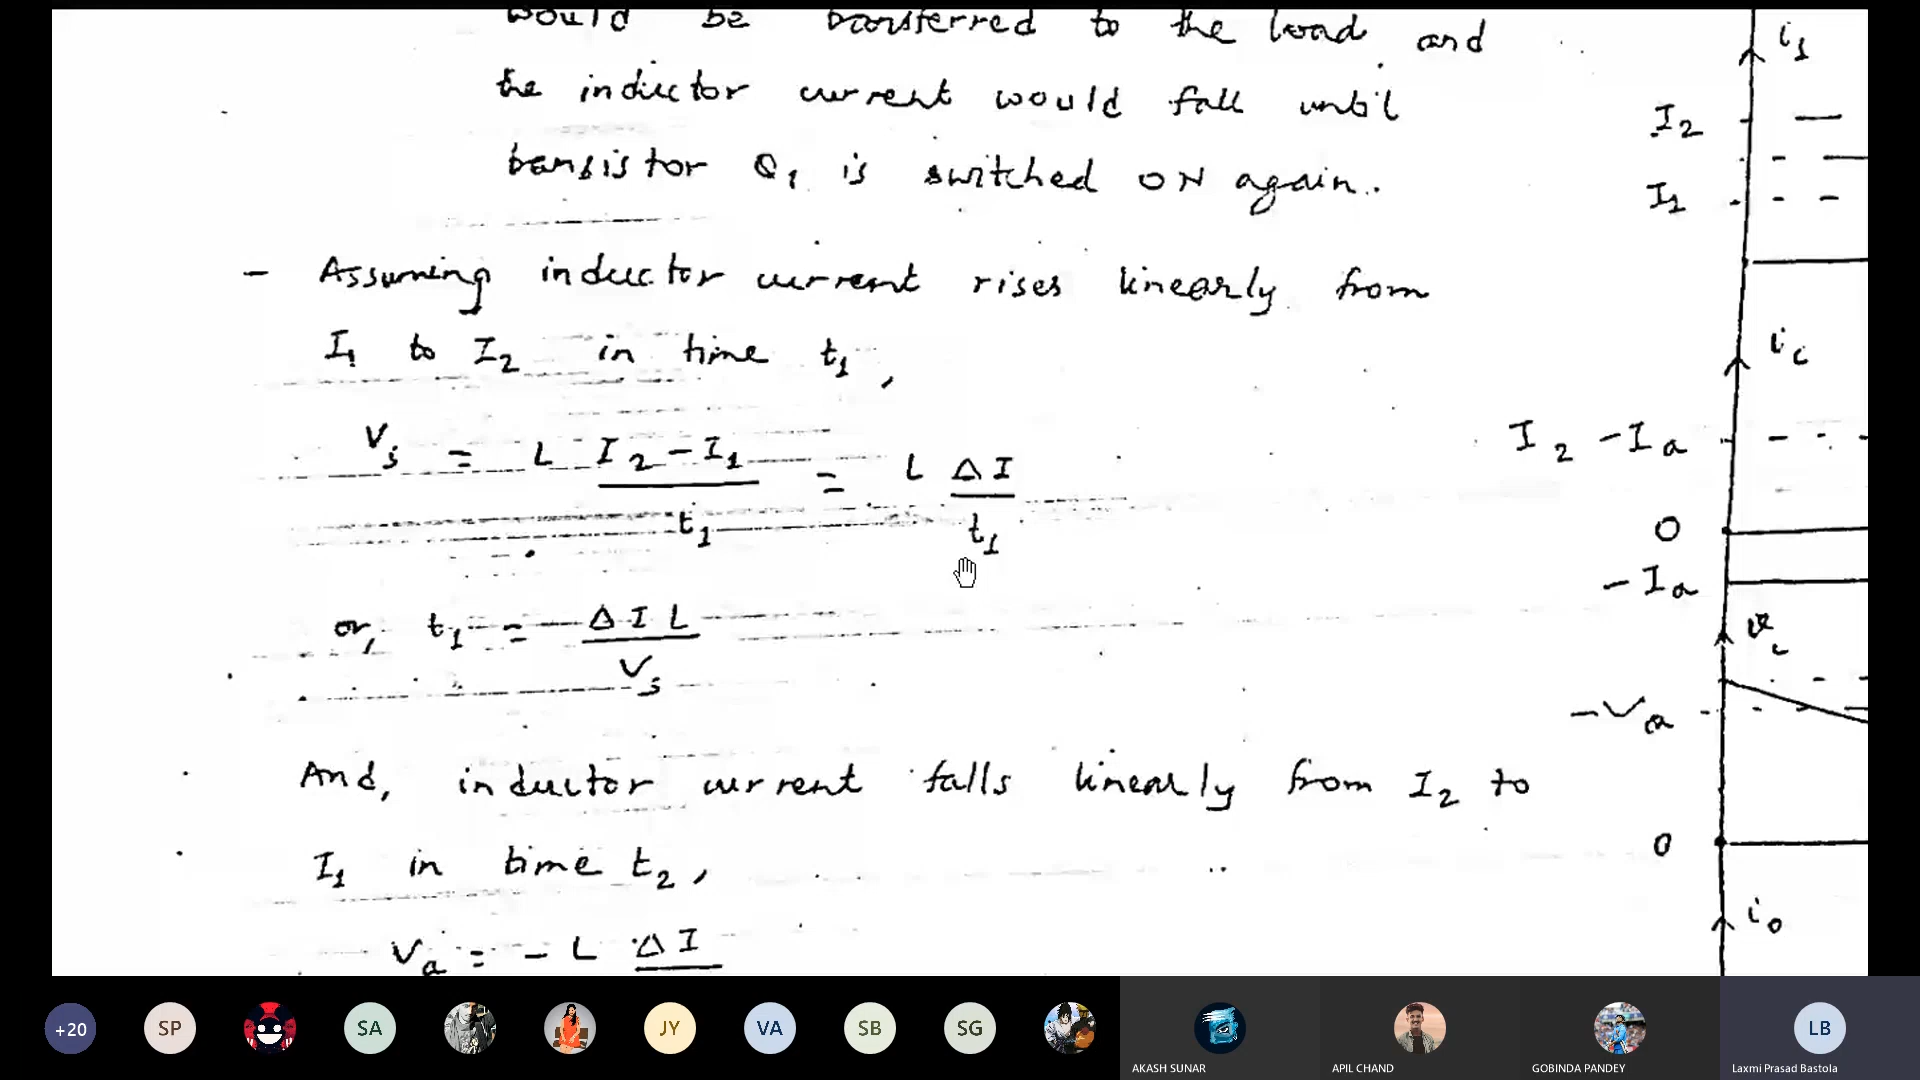 would be transferred to the load and
the inductor current would fall until
transistor Q1 is switched ON again.
- Assuming inductor current rises linearly from
I1 to I2 in time t1,
Vs = L (I2 - I1)/t1 = L ΔI/t1
or, t1 = ΔI L/Vs
And, inductor current falls linearly from I2 to
I1 in time t2,
Va = - L ΔI
i1
I2
I1
ic
I2 - Ia
0
-Ia
vc
-Va
0
io
+20
SP
SA
JY
VA
SB
SG
LB
AKASH SUNAR
APIL CHAND
GOBINDA PANDEY
Laxmi Prasad Bastola